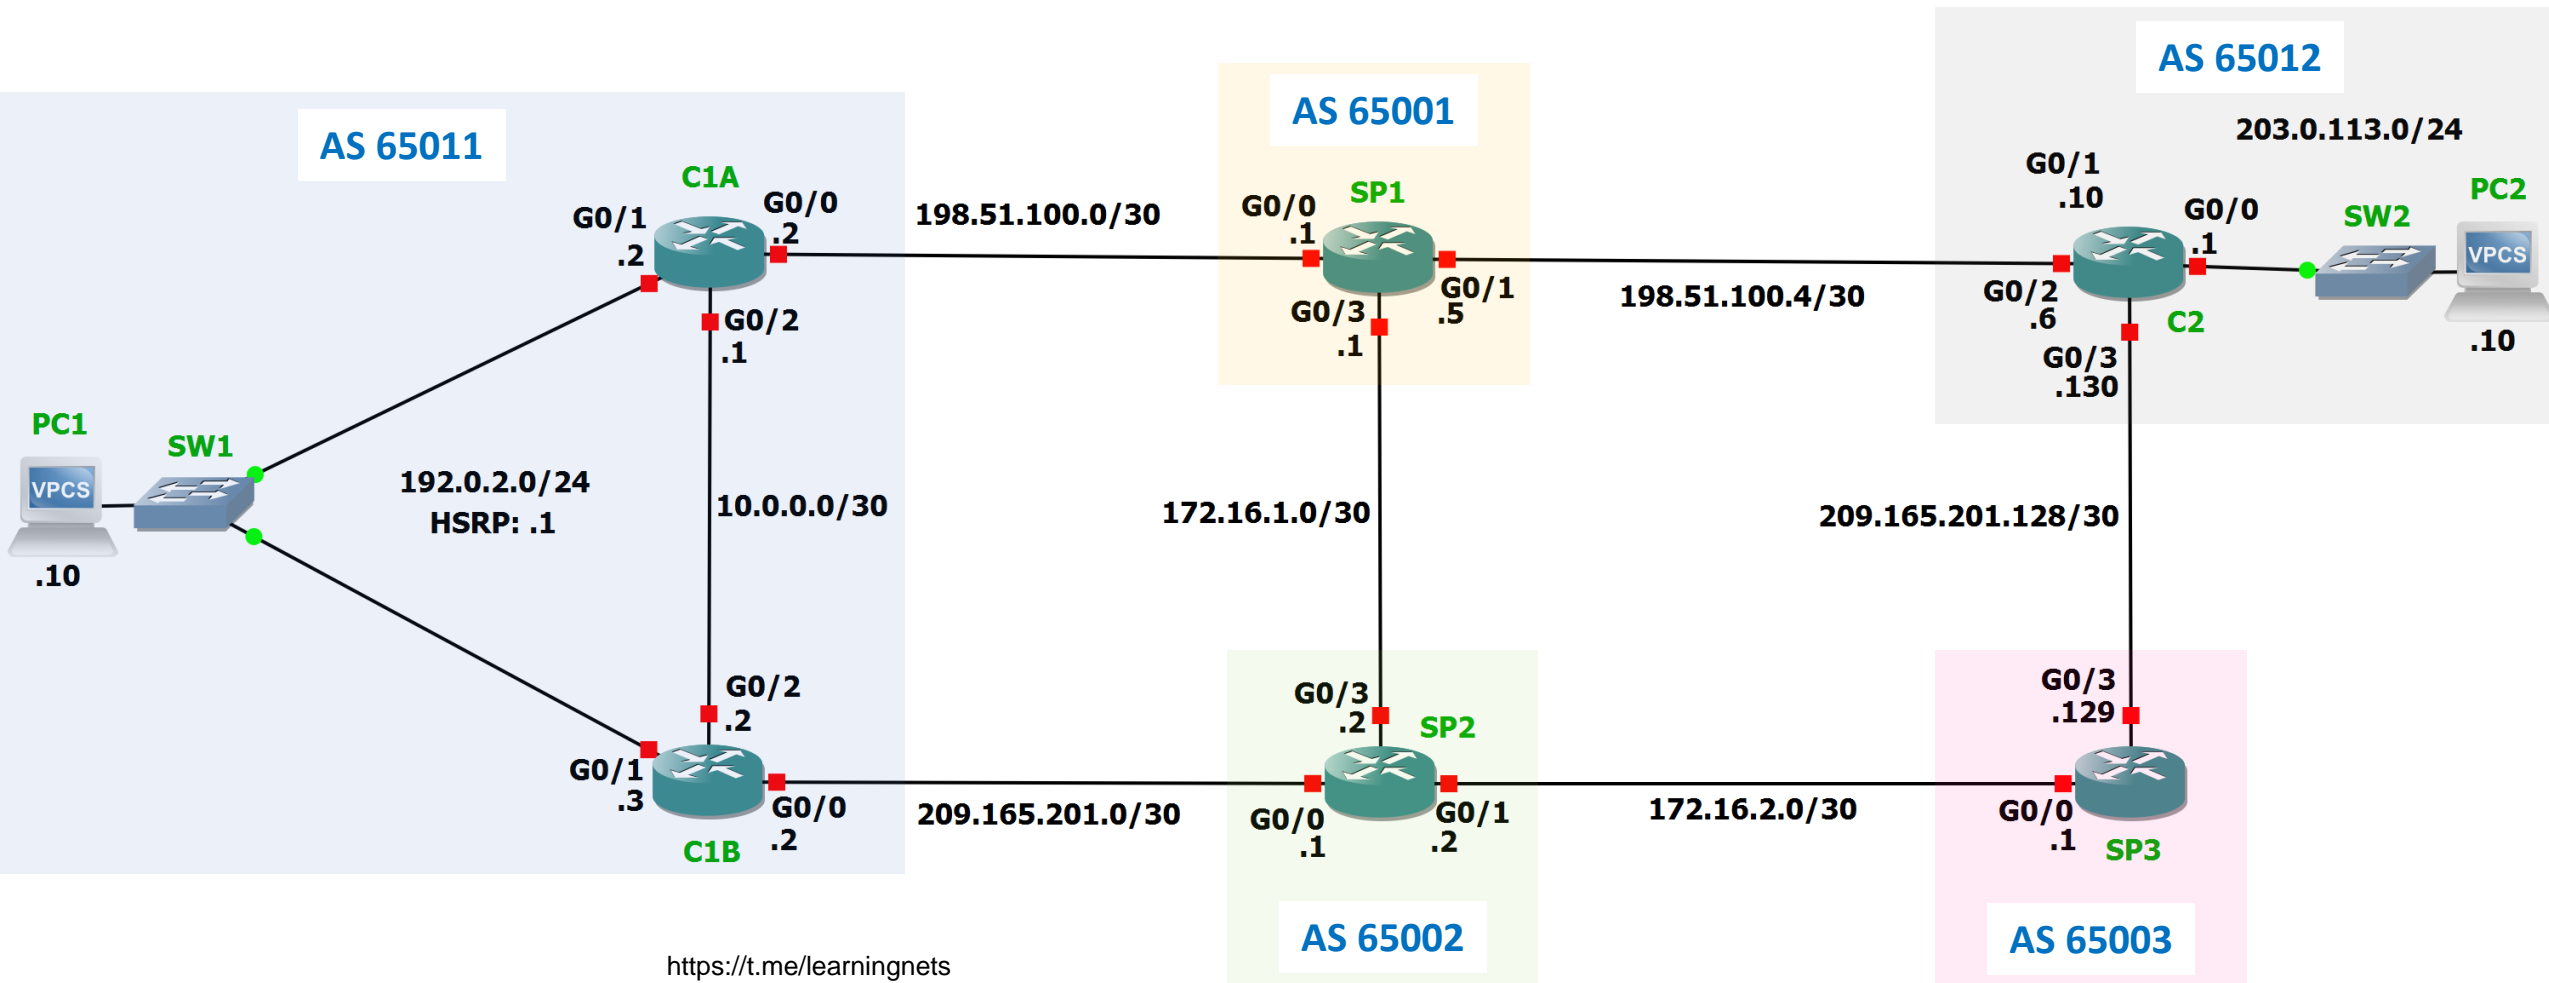 AS 65012
203.0.113.0/24
AS 65001
AS 65011
C1A
G0/0
.2
G0/1
.2
G0/2
.1
198.51.100.0/30
SP1
G0/0
.1
G0/1
.5
G0/3
.1
198.51.100.4/30
G0/1
.10
G0/0
.1
G0/2
.6
C2
G0/3
.130
SW2
PC2
VPCS
.10
PC1
VPCS
.10
SW1
192.0.2.0/24
HSRP: .1
10.0.0.0/30
172.16.1.0/30
209.165.201.128/30
G0/2
.2
G0/1
.3
G0/0
.2
C1B
209.165.201.0/30
G0/3
.2
SP2
G0/0
.1
G0/1
.2
172.16.2.0/30
G0/3
.129
G0/0
.1
SP3
AS 65002
AS 65003
https://t.me/learningnets